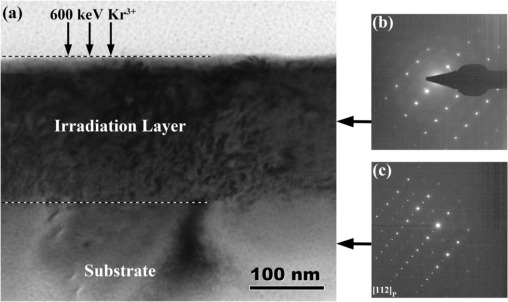 (a)
600 keV Kr³⁺
Irradiation Layer
Substrate
100 nm
(b)
(c)
[112]P